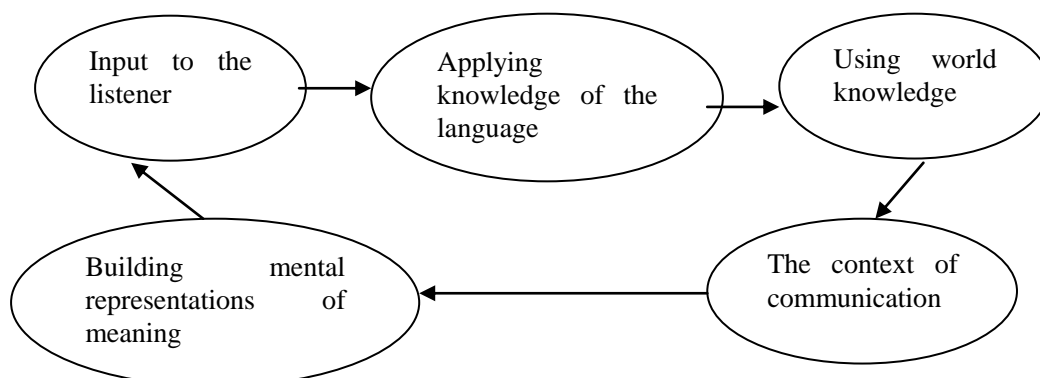 Input to the
listener
Applying
knowledge of the
language
Using world
knowledge
Building mental
representations of
meaning
The context of
communication